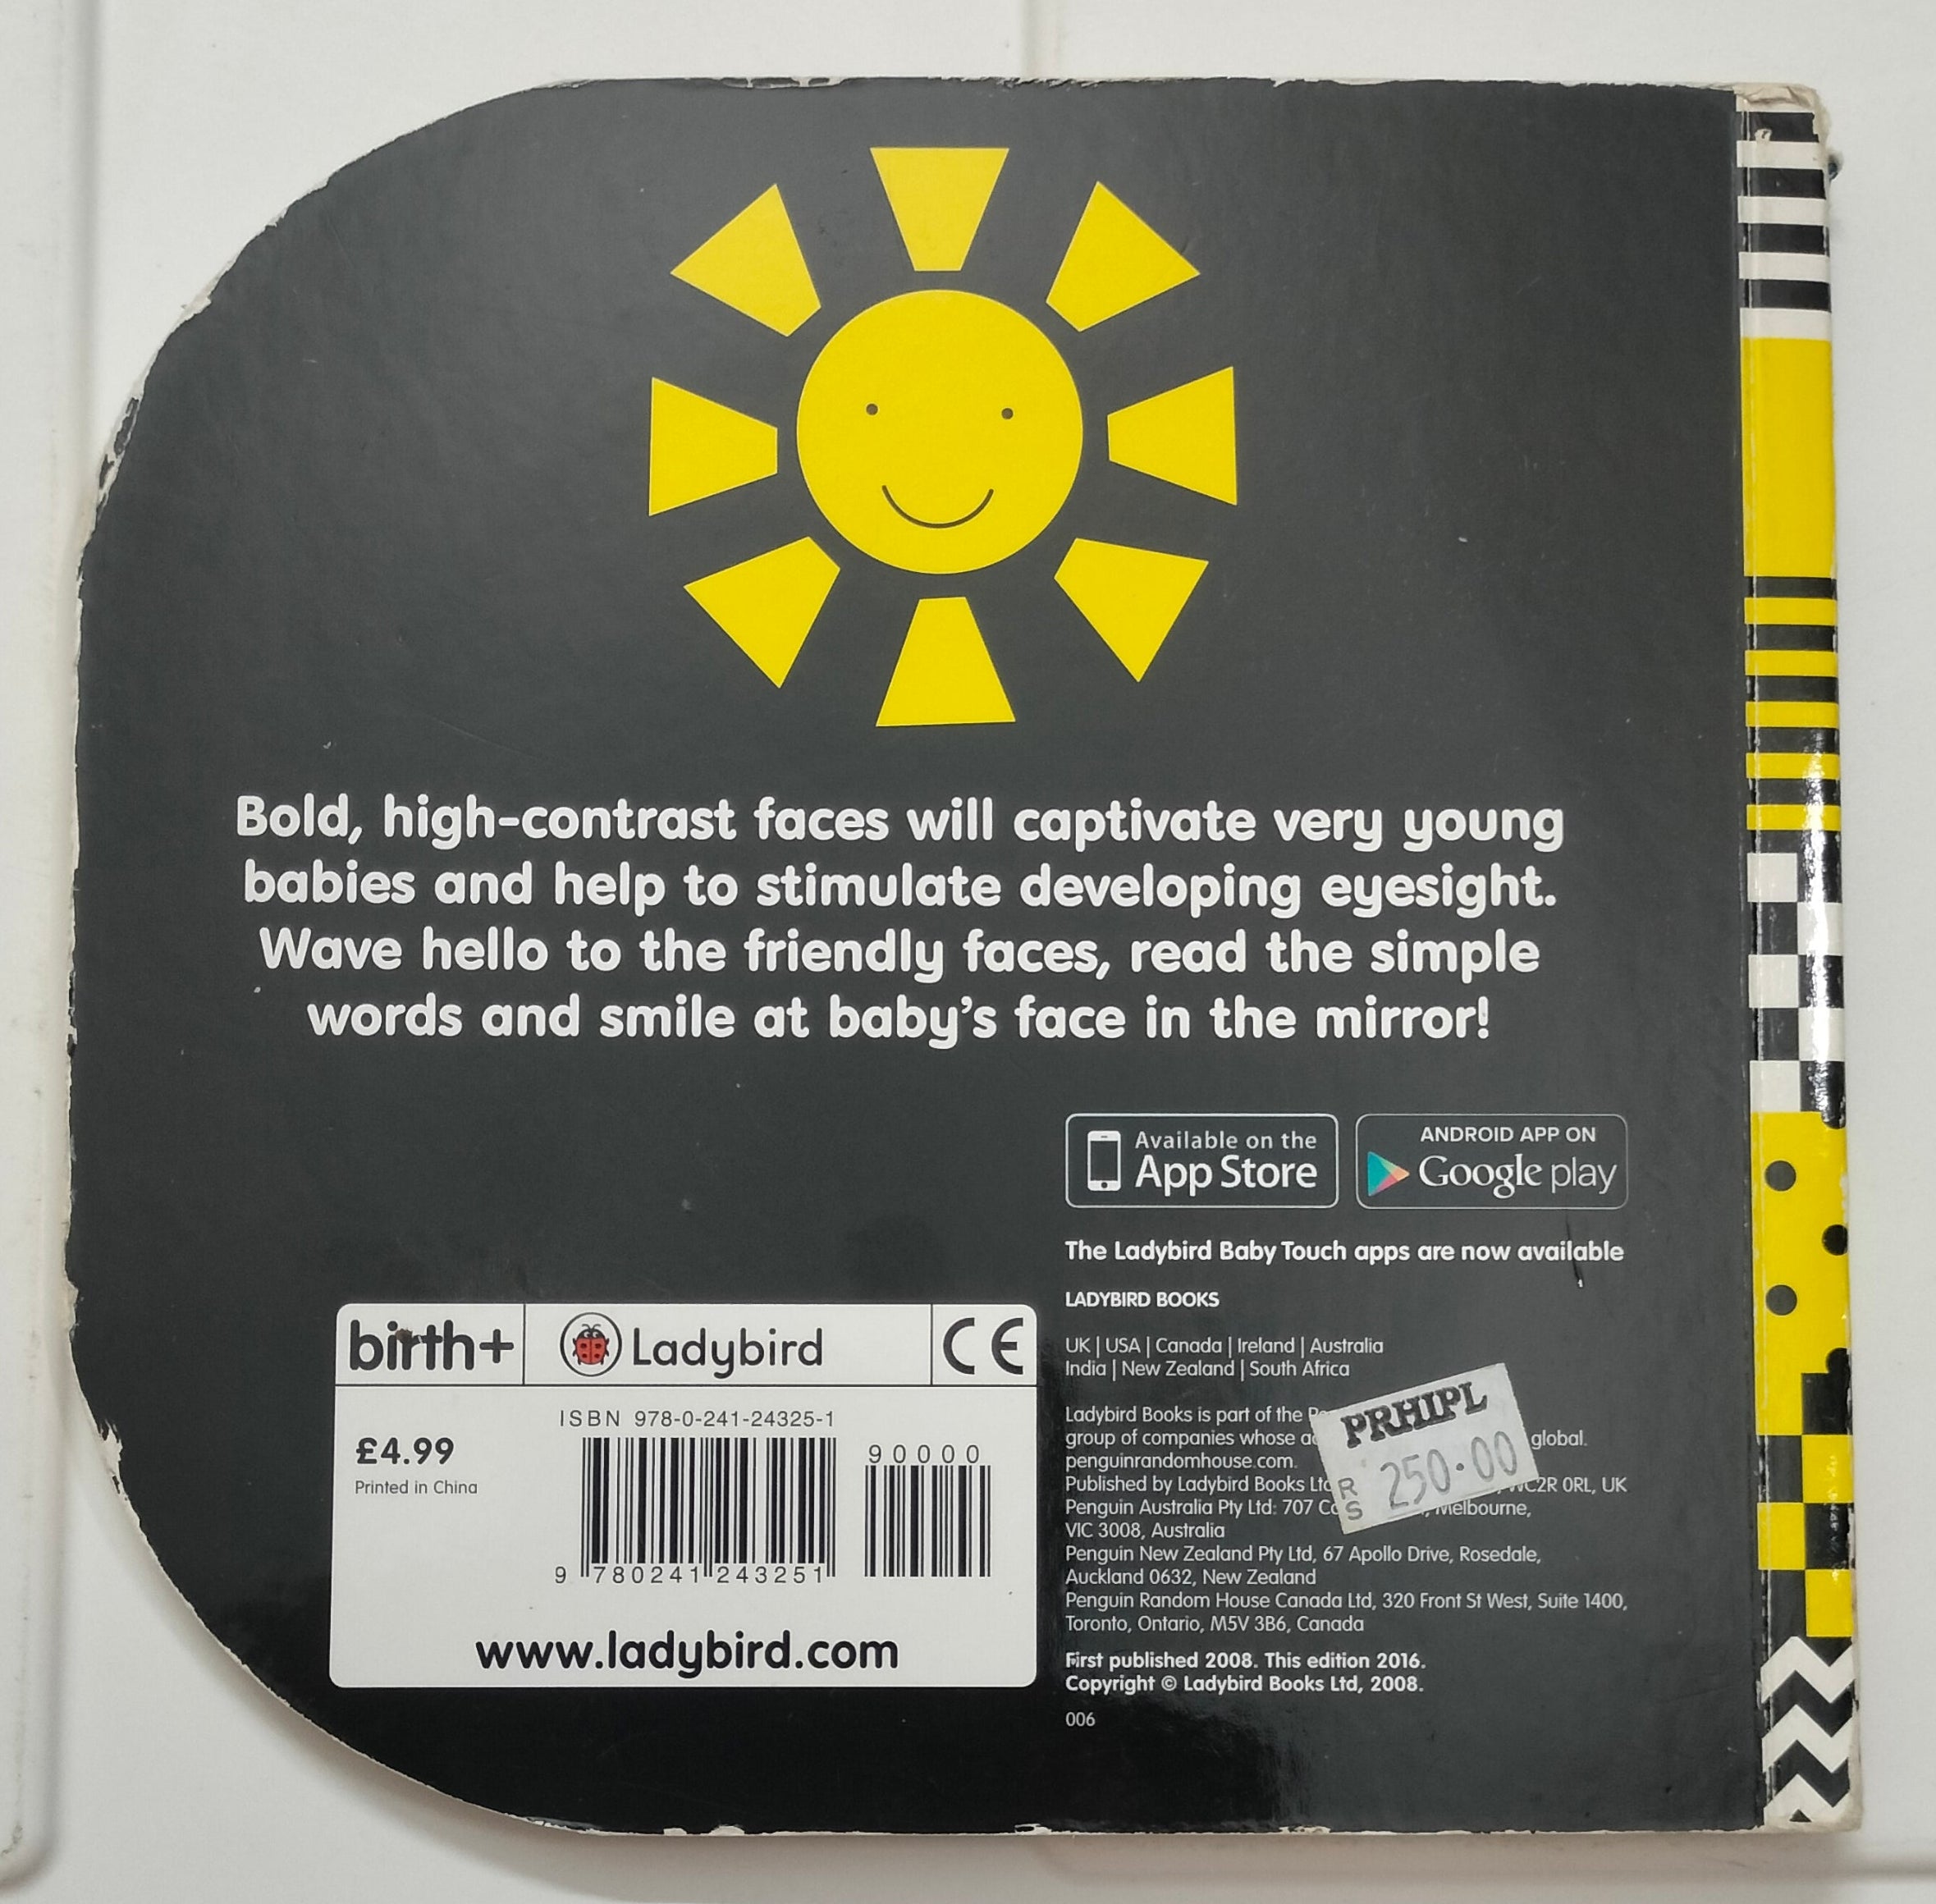 Bold, high-contrast faces will captivate very young
babies and help to stimulate developing eyesight.
Wave hello to the friendly faces, read the simple
words and smile at baby's face in the mirror!
Available on the
App Store
ANDROID APP ON
Google play
The Ladybird Baby Touch apps are now available
LADYBIRD BOOKS
UK | USA | Canada | Ireland | Australia
India | New Zealand | South Africa
Ladybird Books is part of the
group of companies whose global.
penguinrandomhouse.com.
Published by Ladybird Books WC2R 0RL, UK
Penguin Australia Pty Ltd: 707 Melbourne,
VIC 3008, Australia
Penguin New Zealand Pty Ltd, 67 Apollo Drive, Rosedale,
Auckland 0632, New Zealand
Penguin Random House Canada Ltd, 320 Front St West, Suite 1400,
Toronto, Ontario, M5V 3B6, Canada
First published 2008. This edition 2016.
Copyright © Ladybird Books Ltd, 2008.
006
PRHIPL
RS 250.00
birth+
Ladybird
CE
ISBN 978-0-241-24325-1
£4.99
Printed in China
90000
9 780241 243251
www.ladybird.com